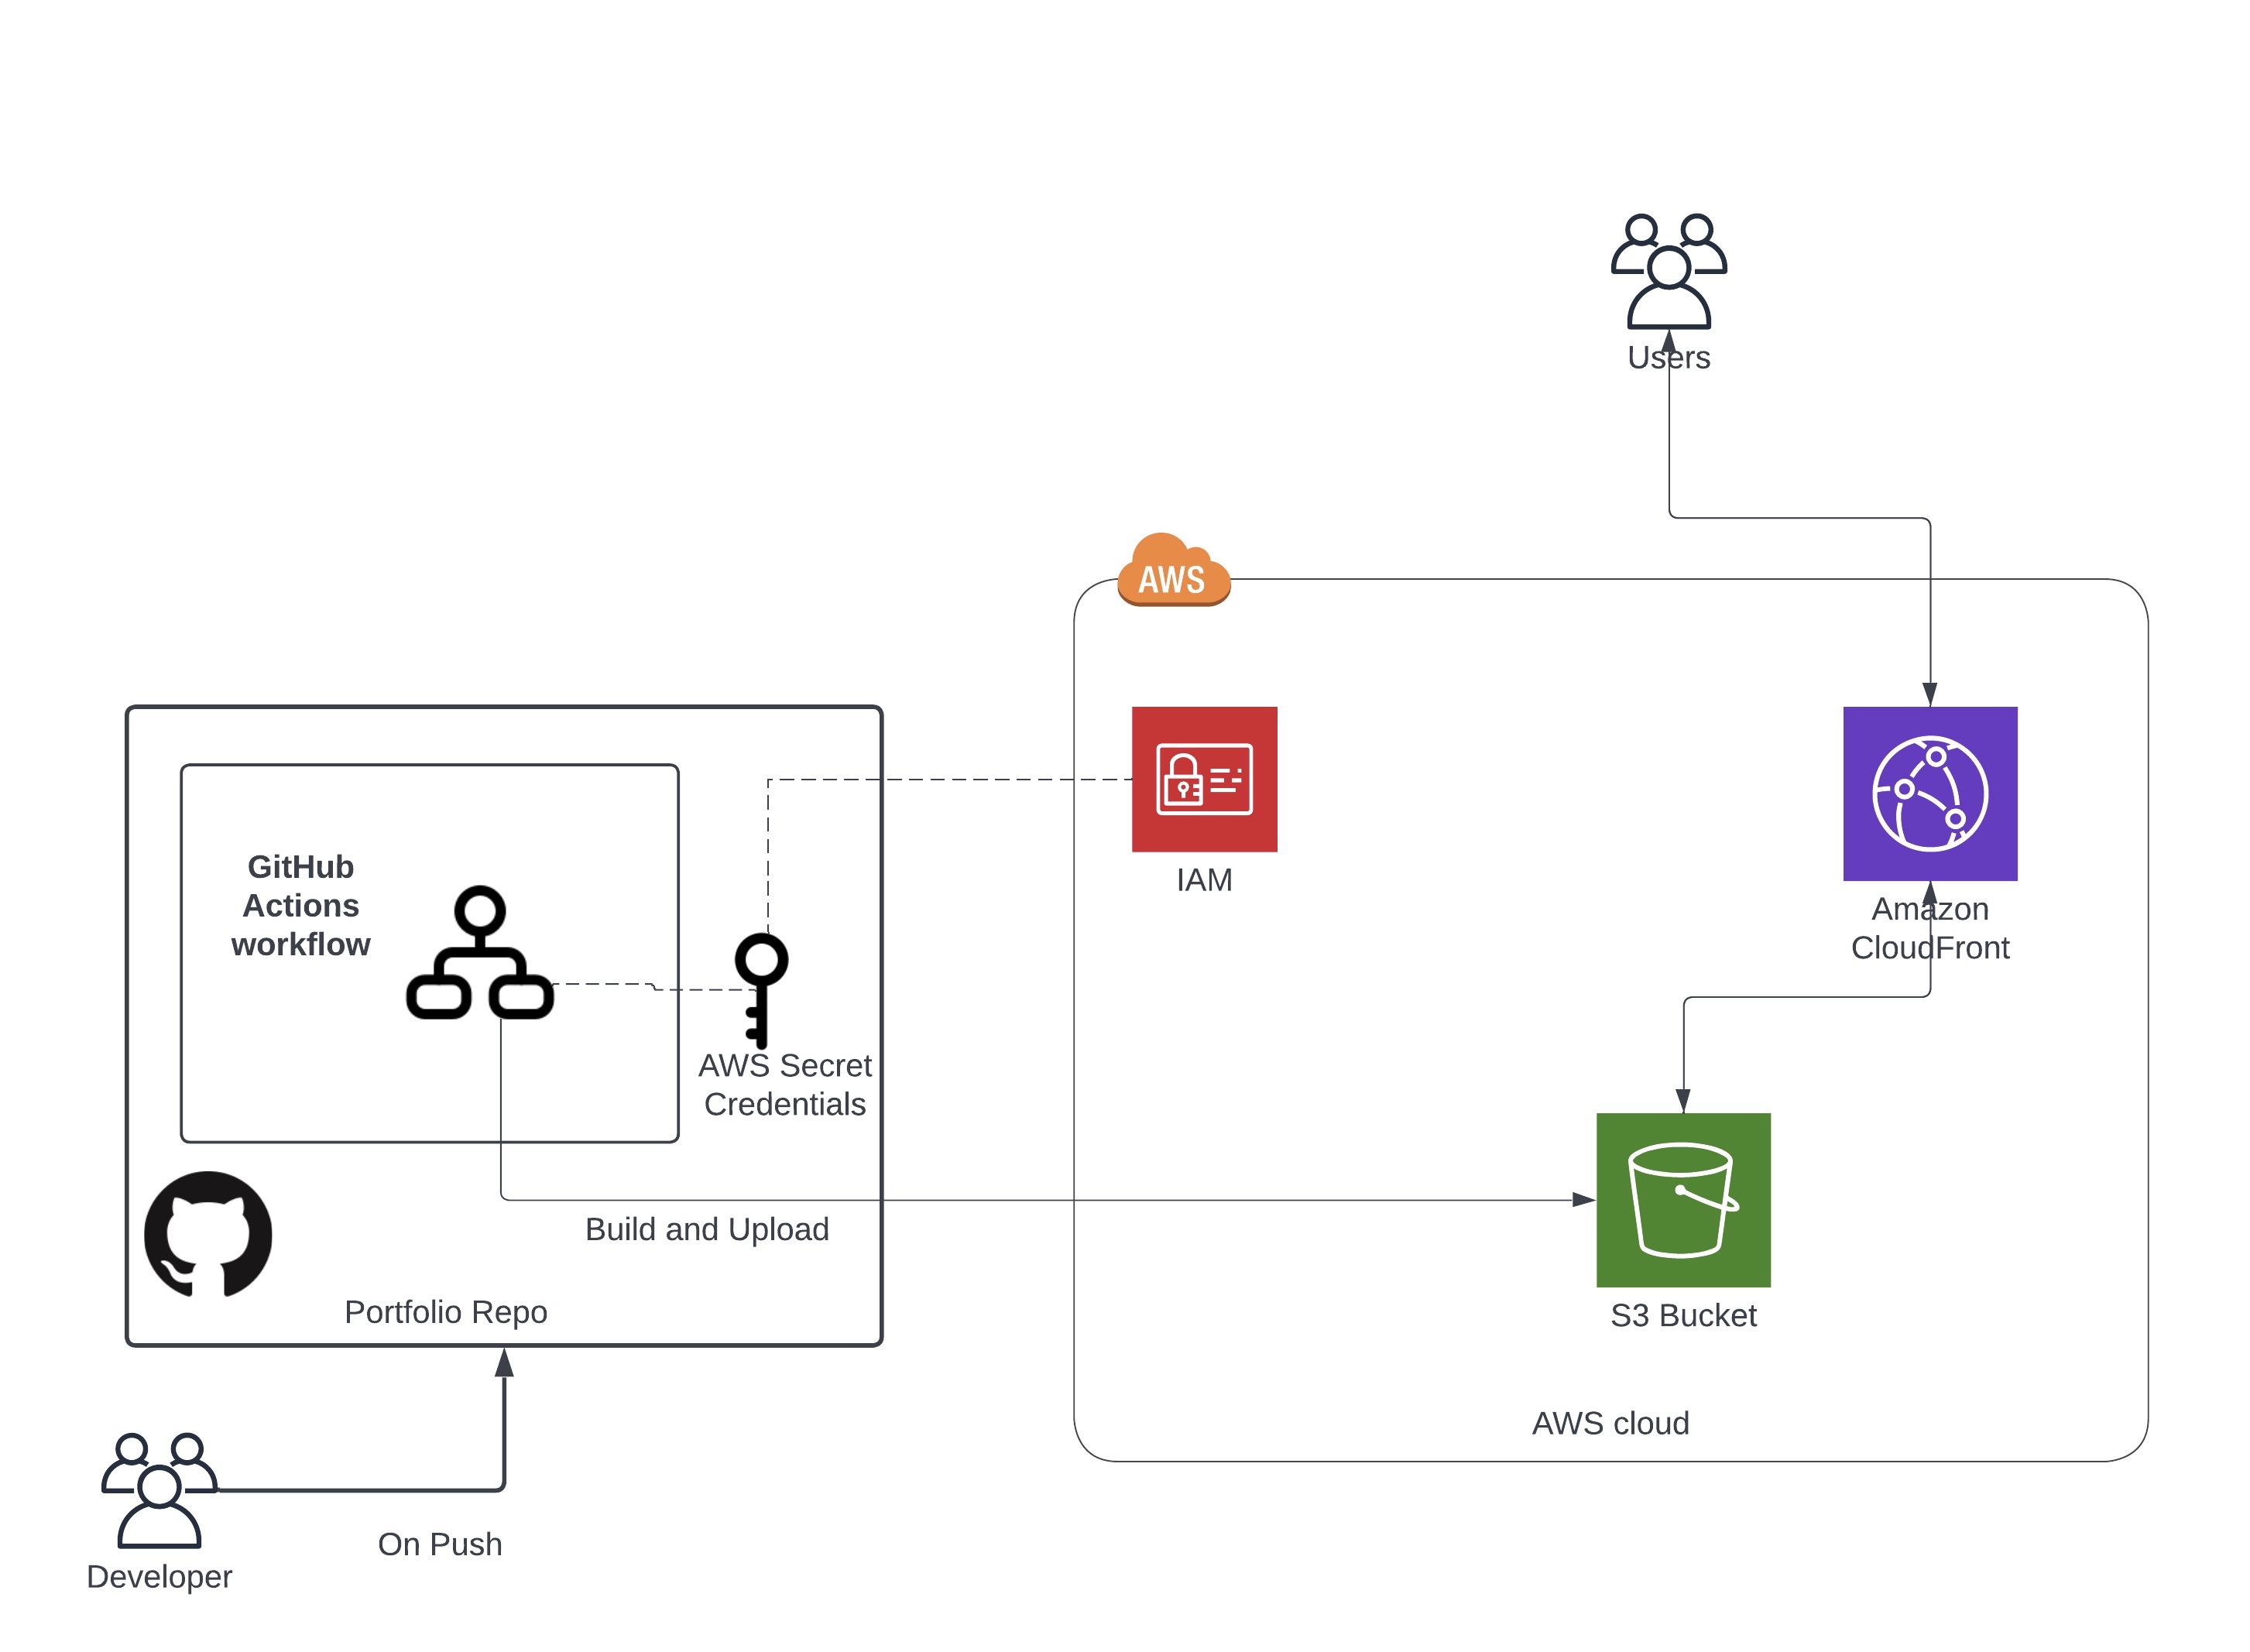 Users
AWS
GitHub
Actions
workflow
IAM
Amazon
CloudFront
AWS Secret
Credentials
Build and Upload
Portfolio Repo
S3 Bucket
AWS cloud
On Push
Developer